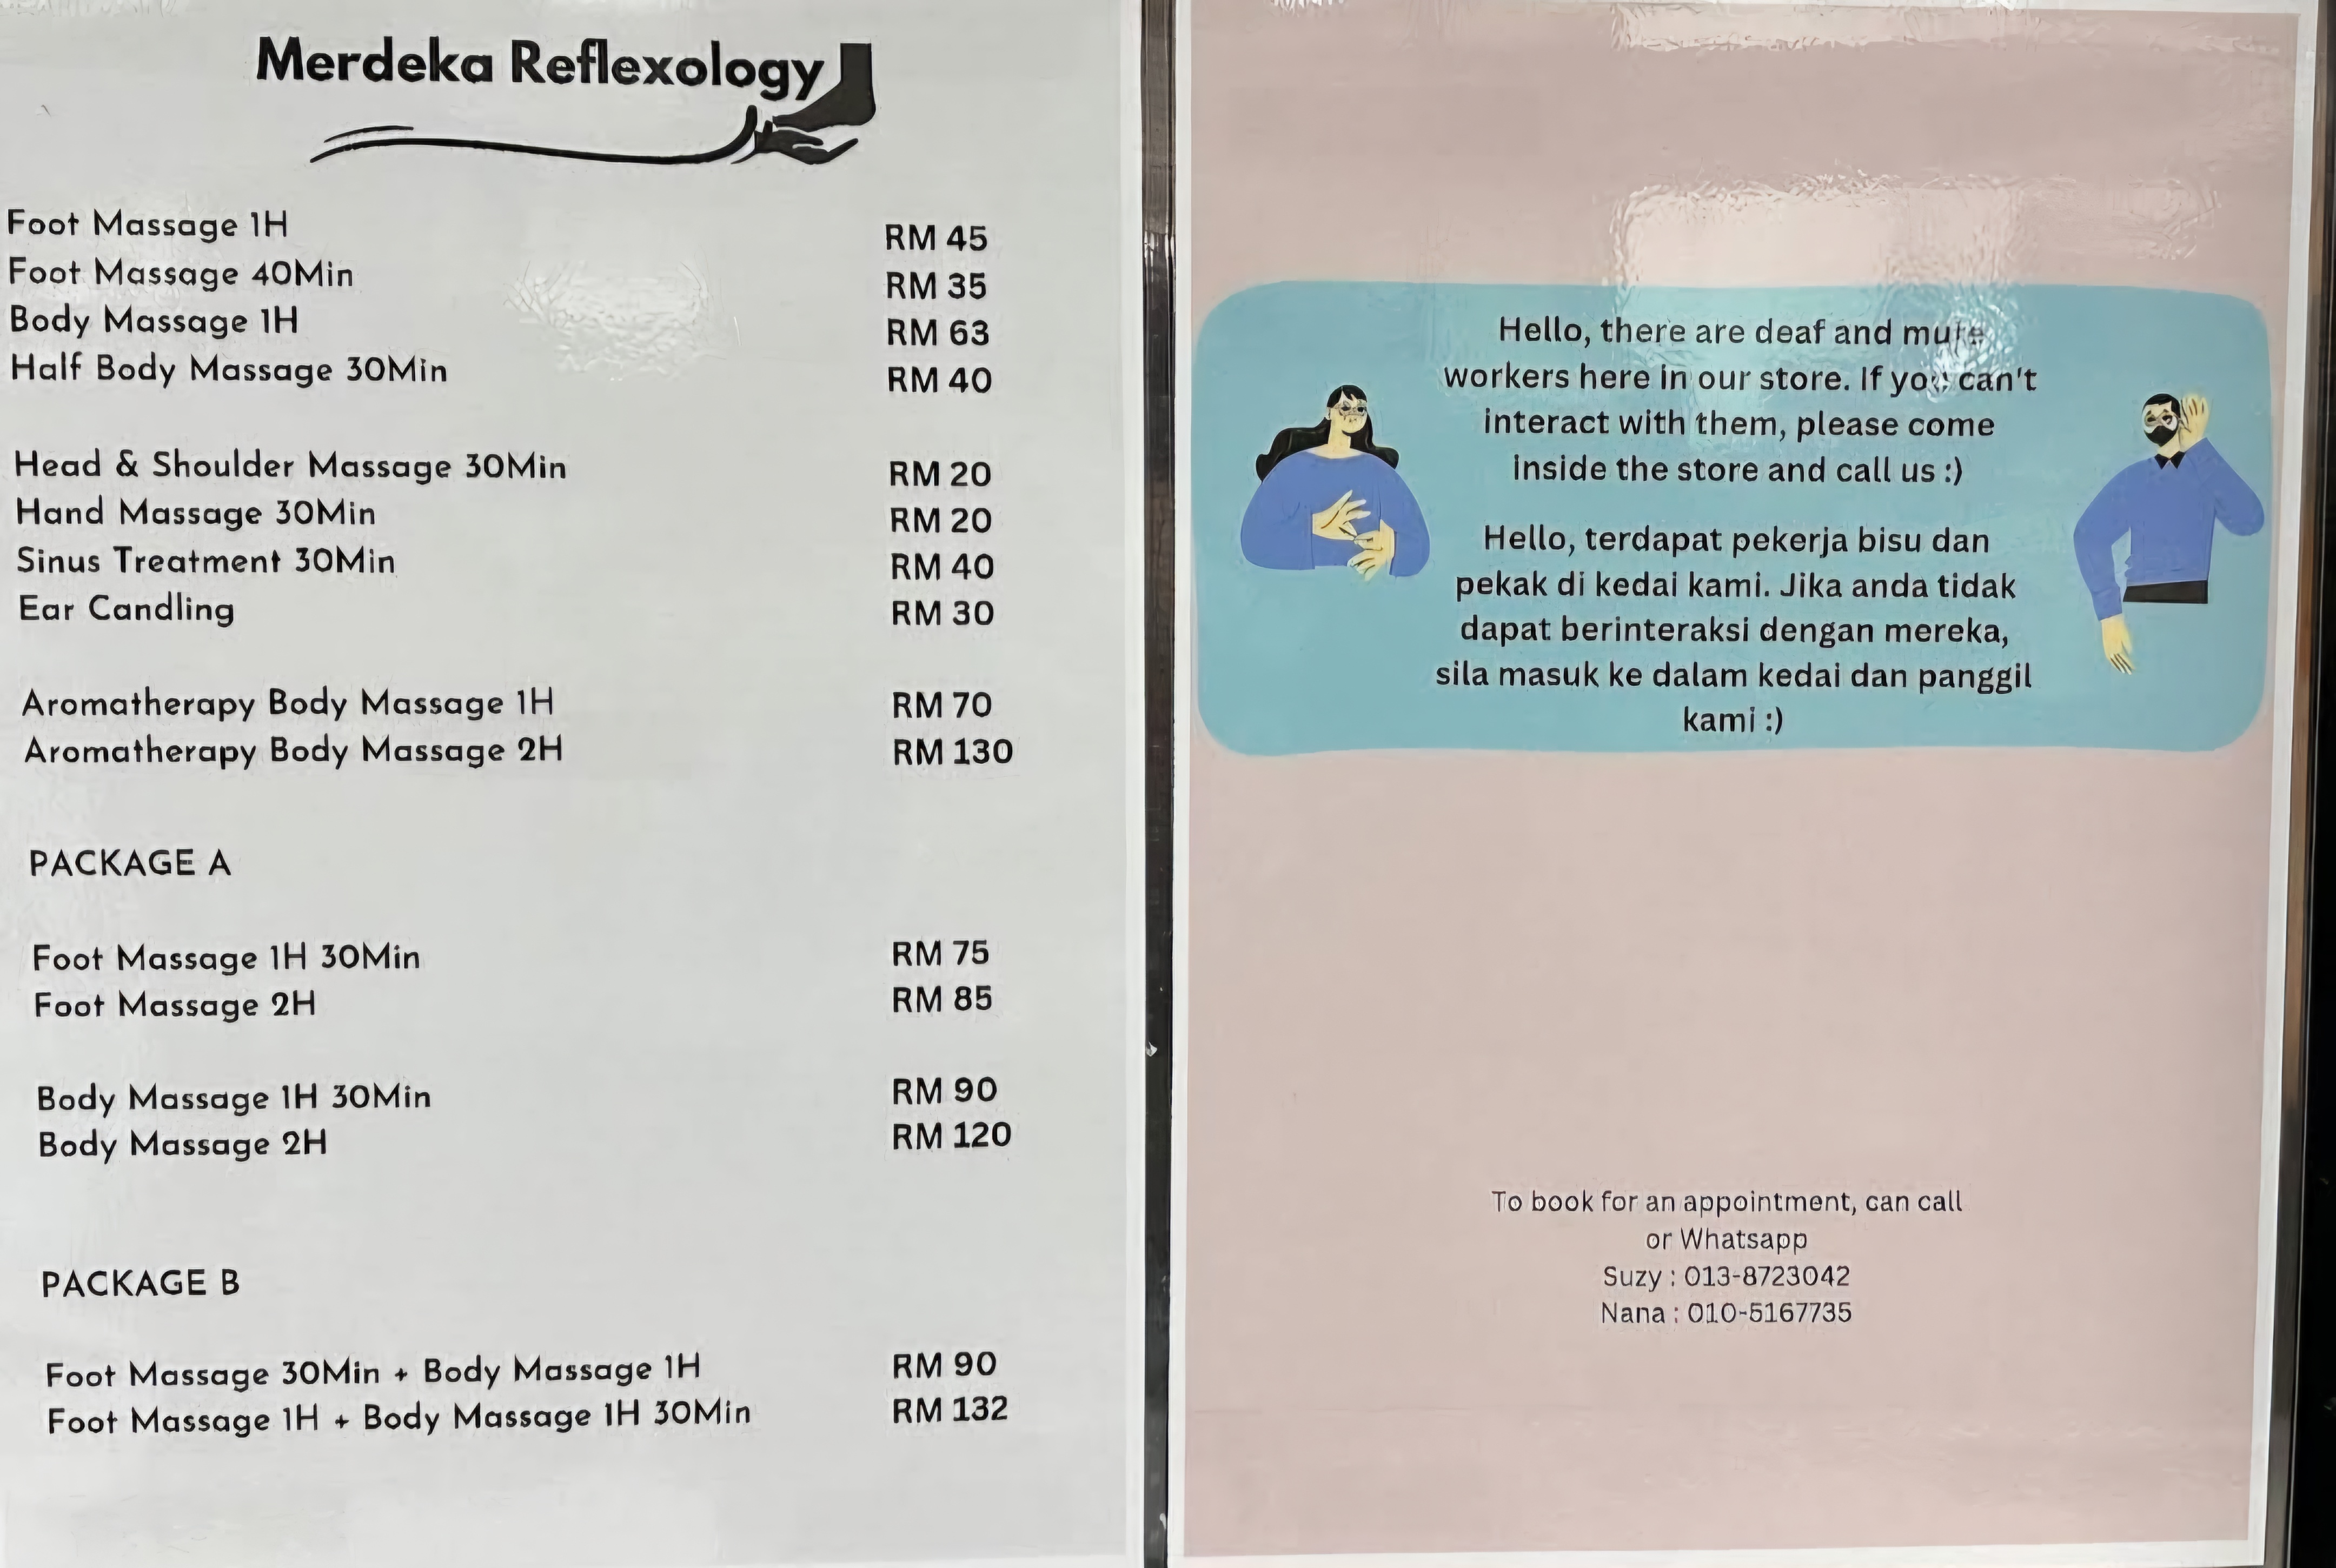 Merdeka Reflexology
Foot Massage 1H RM 45
Foot Massage 40Min RM 35
Body Massage 1H RM 63
Half Body Massage 30Min RM 40
Head & Shoulder Massage 30Min RM 20
Hand Massage 30Min RM 20
Sinus Treatment 30Min RM 40
Ear Candling RM 30
Aromatherapy Body Massage 1H RM 70
Aromatherapy Body Massage 2H RM 130
PACKAGE A
Foot Massage 1H 30Min RM 75
Foot Massage 2H RM 85
Body Massage 1H 30Min RM 90
Body Massage 2H RM 120
PACKAGE B
Foot Massage 30Min + Body Massage 1H RM 90
Foot Massage 1H + Body Massage 1H 30Min RM 132
Hello, there are deaf and mute
workers here in our store. If you can't
interact with them, please come
inside the store and call us :)
Hello, terdapat pekerja bisu dan
pekak di kedai kami. Jika anda tidak
dapat berinteraksi dengan mereka,
sila masuk ke dalam kedai dan panggil
kami :)
To book for an appointment, can call
or Whatsapp
Suzy : 013-8723042
Nana : 010-5167735